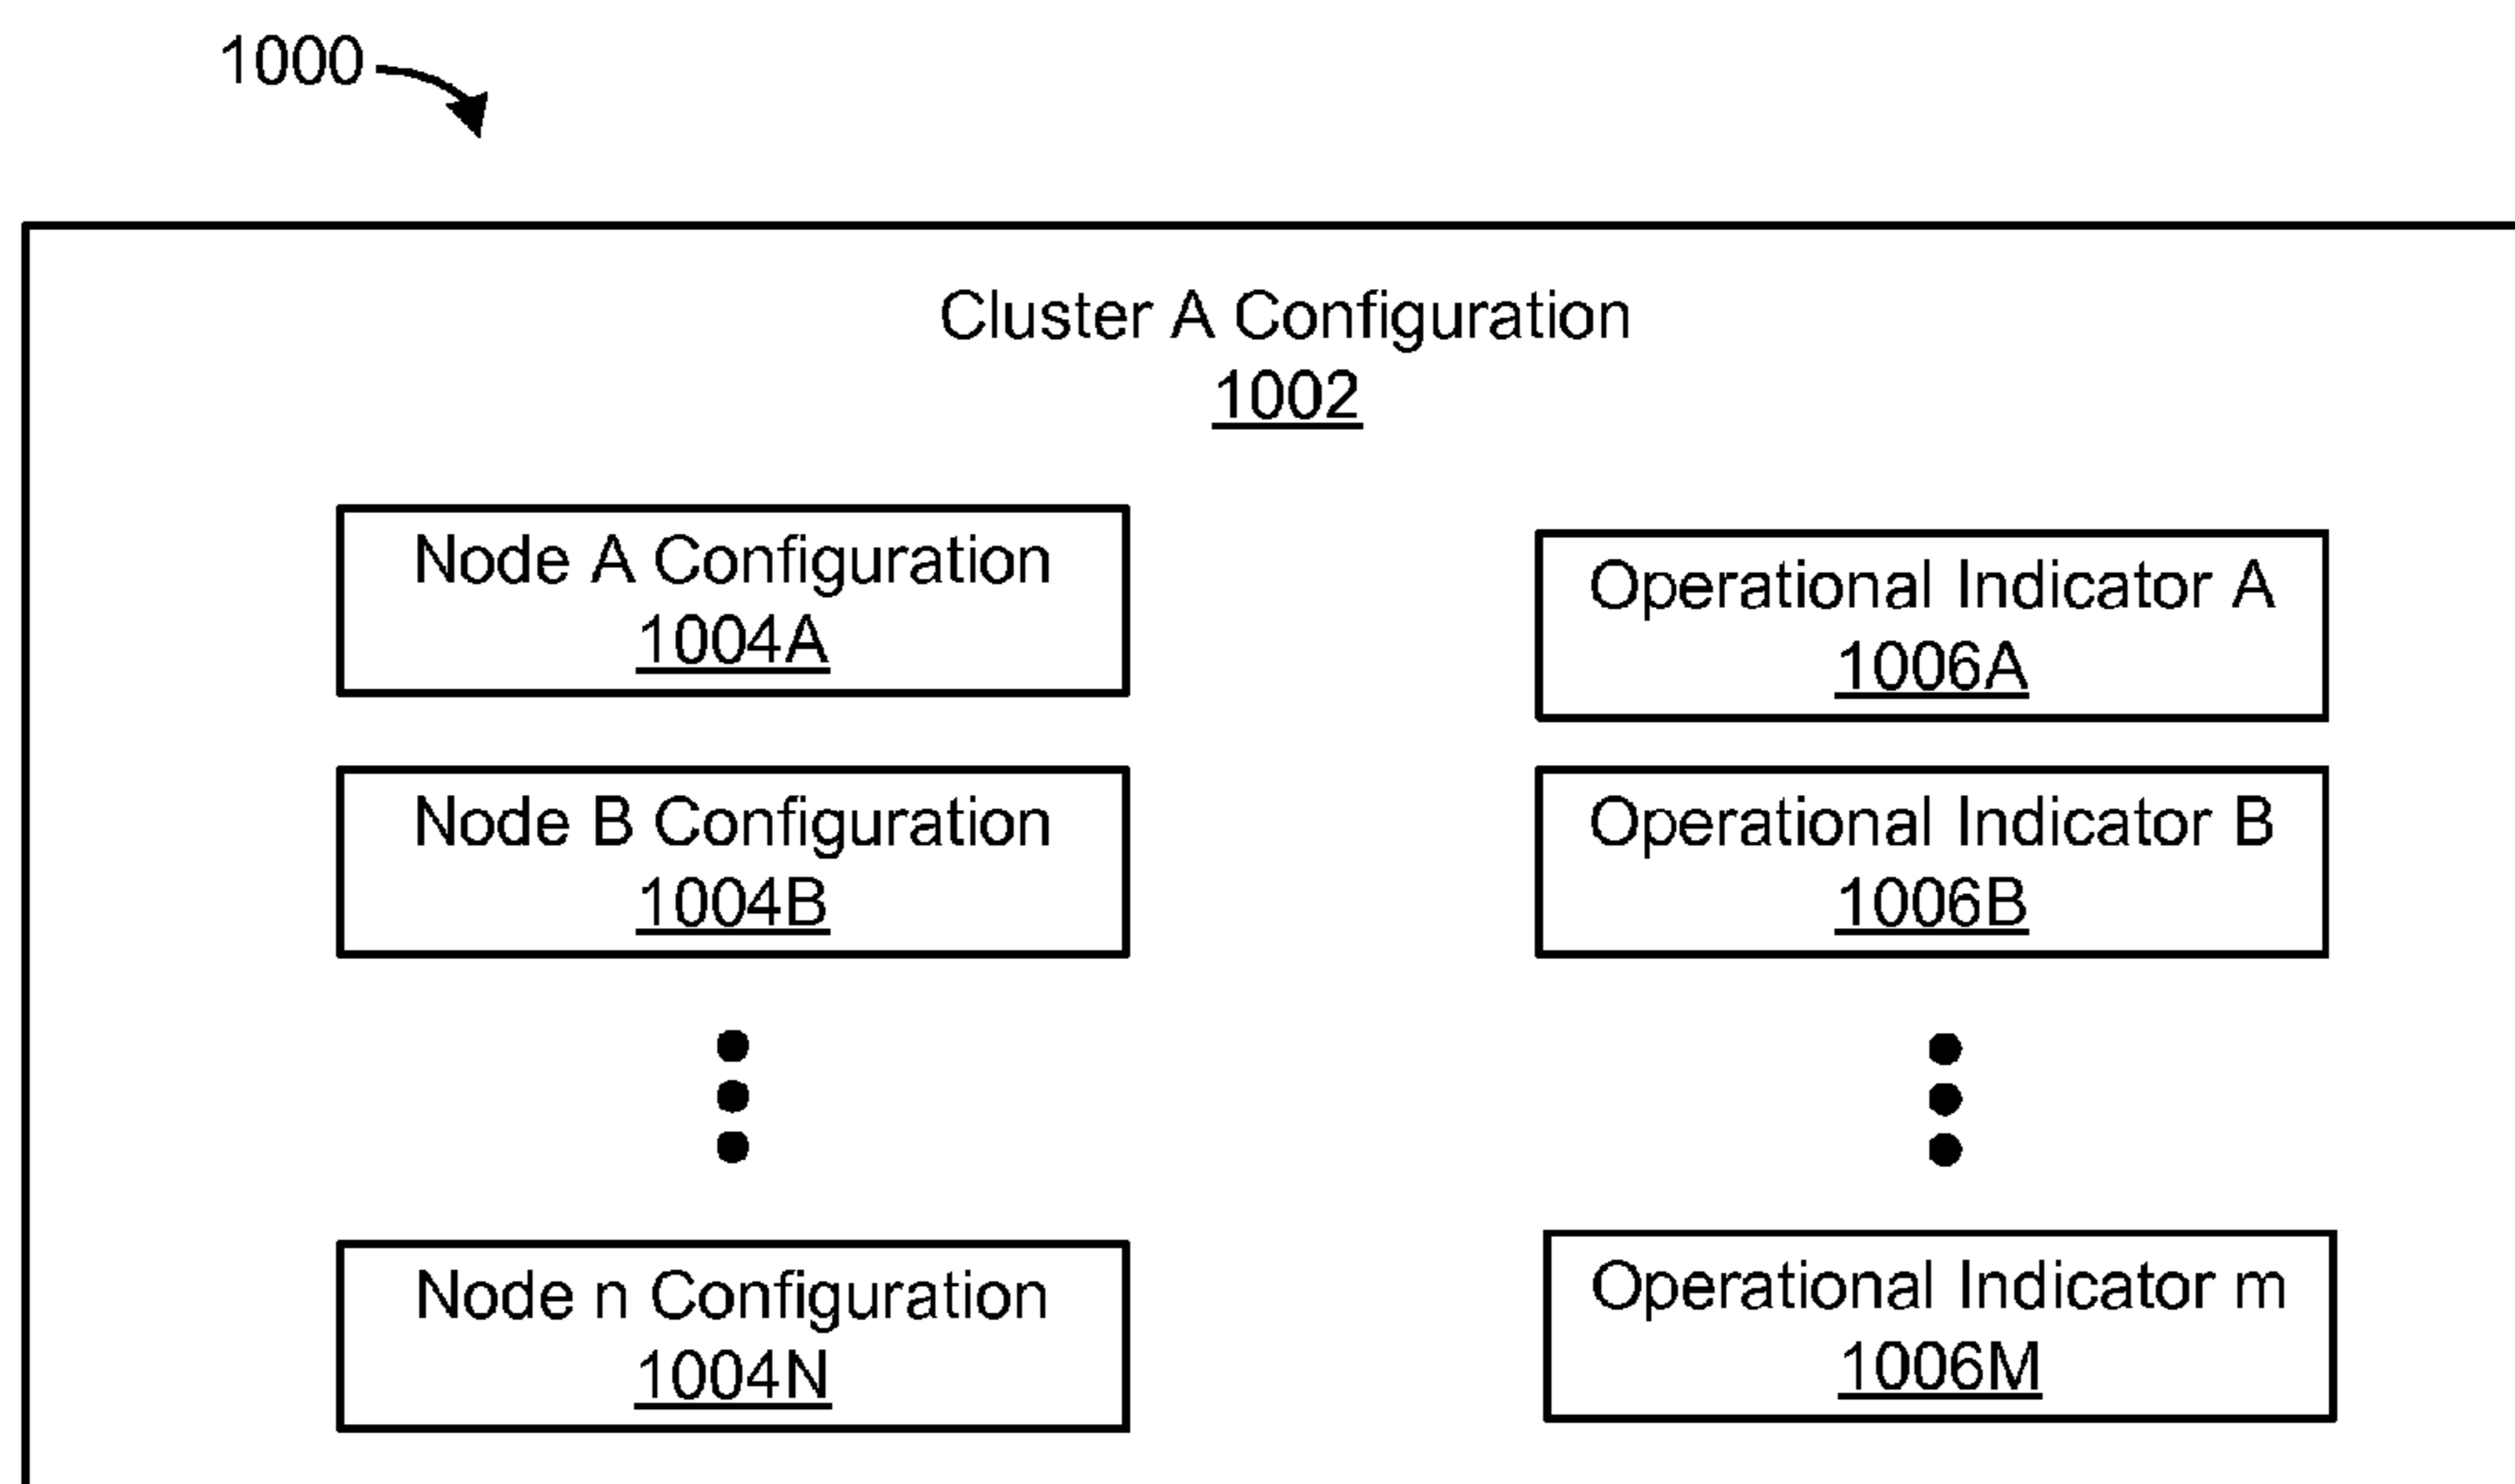 1000
Cluster A Configuration
1002
Node A Configuration
1004A
Operational Indicator A
1006A
Node B Configuration
1004B
Operational Indicator B
1006B
Node n Configuration
1004N
Operational Indicator m
1006M